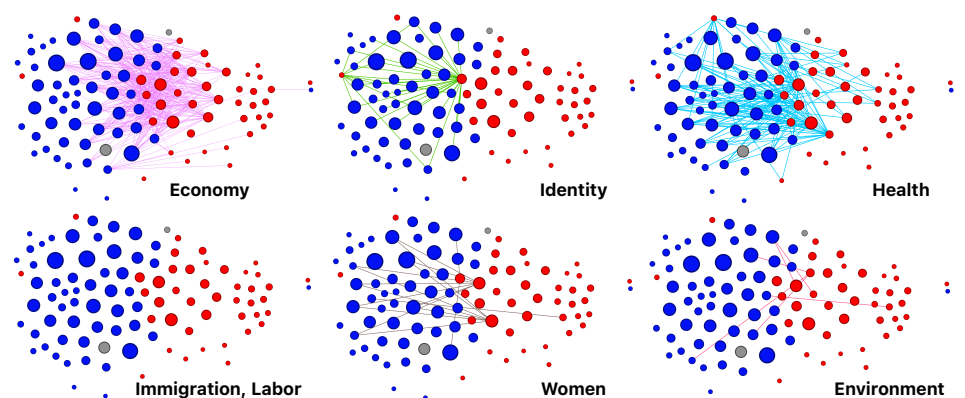 Economy
Identity
Health
Immigration, Labor
Women
Environment